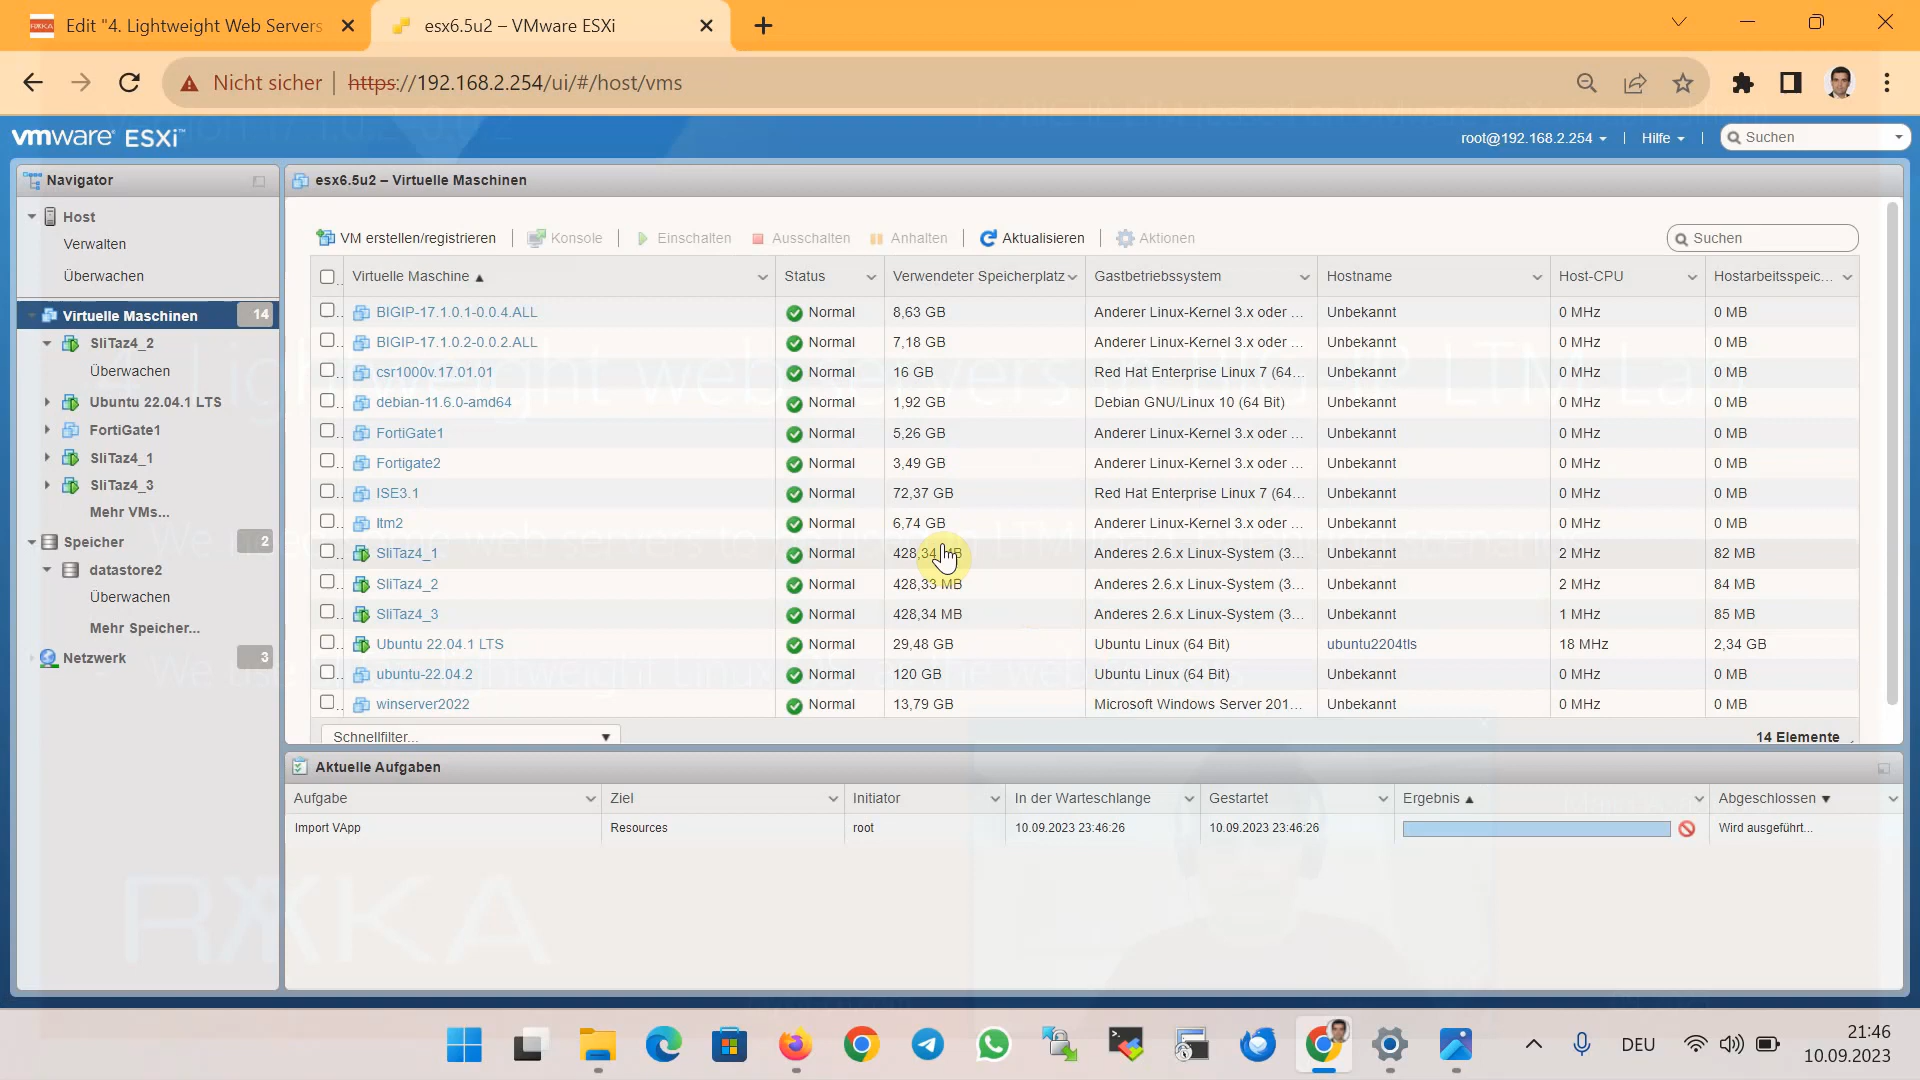 Edit "4. Lightweight Web Servers
esx6.5u2 – VMware ESXi
Nicht sicher
https://192.168.2.254/ui/#/host/vms
vmware ESXi
root@192.168.2.254
Hilfe
Suchen
Navigator
Host
Verwalten
Überwachen
Virtuelle Maschinen 14
SliTaz4_2
Überwachen
Ubuntu 22.04.1 LTS
FortiGate1
SliTaz4_1
SliTaz4_3
Mehr VMs...
Speicher 2
datastore2
Überwachen
Mehr Speicher...
Netzwerk 3
esx6.5u2 – Virtuelle Maschinen
VM erstellen/registrieren Konsole Einschalten Ausschalten Anhalten Aktualisieren Aktionen Suchen
Virtuelle Maschine Status Verwendeter Speicherplatz Gastbetriebssystem Hostname Host-CPU Hostarbeitsspeic...
BIGIP-17.1.0.1-0.0.4.ALL Normal 8,63 GB Anderer Linux-Kernel 3.x oder ... Unbekannt 0 MHz 0 MB
BIGIP-17.1.0.2-0.0.2.ALL Normal 7,18 GB Anderer Linux-Kernel 3.x oder ... Unbekannt 0 MHz 0 MB
csr1000v.17.01.01 Normal 16 GB Red Hat Enterprise Linux 7 (64... Unbekannt 0 MHz 0 MB
debian-11.6.0-amd64 Normal 1,92 GB Debian GNU/Linux 10 (64 Bit) Unbekannt 0 MHz 0 MB
FortiGate1 Normal 5,26 GB Anderer Linux-Kernel 3.x oder ... Unbekannt 0 MHz 0 MB
Fortigate2 Normal 3,49 GB Anderer Linux-Kernel 3.x oder ... Unbekannt 0 MHz 0 MB
ISE3.1 Normal 72,37 GB Red Hat Enterprise Linux 7 (64... Unbekannt 0 MHz 0 MB
ltm2 Normal 6,74 GB Anderer Linux-Kernel 3.x oder ... Unbekannt 0 MHz 0 MB
SliTaz4_1 Normal 428,34 MB Anderes 2.6.x Linux-System (3... Unbekannt 2 MHz 82 MB
SliTaz4_2 Normal 428,33 MB Anderes 2.6.x Linux-System (3... Unbekannt 2 MHz 84 MB
SliTaz4_3 Normal 428,34 MB Anderes 2.6.x Linux-System (3... Unbekannt 1 MHz 85 MB
Ubuntu 22.04.1 LTS Normal 29,48 GB Ubuntu Linux (64 Bit) ubuntu2204tls 18 MHz 2,34 GB
ubuntu-22.04.2 Normal 120 GB Ubuntu Linux (64 Bit) Unbekannt 0 MHz 0 MB
winserver2022 Normal 13,79 GB Microsoft Windows Server 201... Unbekannt 0 MHz 0 MB
Schnellfilter... 14 Elemente
Aktuelle Aufgaben
Aufgabe Ziel Initiator In der Warteschlange Gestartet Ergebnis Abgeschlossen
Import VApp Resources root 10.09.2023 23:46:26 10.09.2023 23:46:26 Wird ausgeführt...
RAYKA
DEU
21:46
10.09.2023